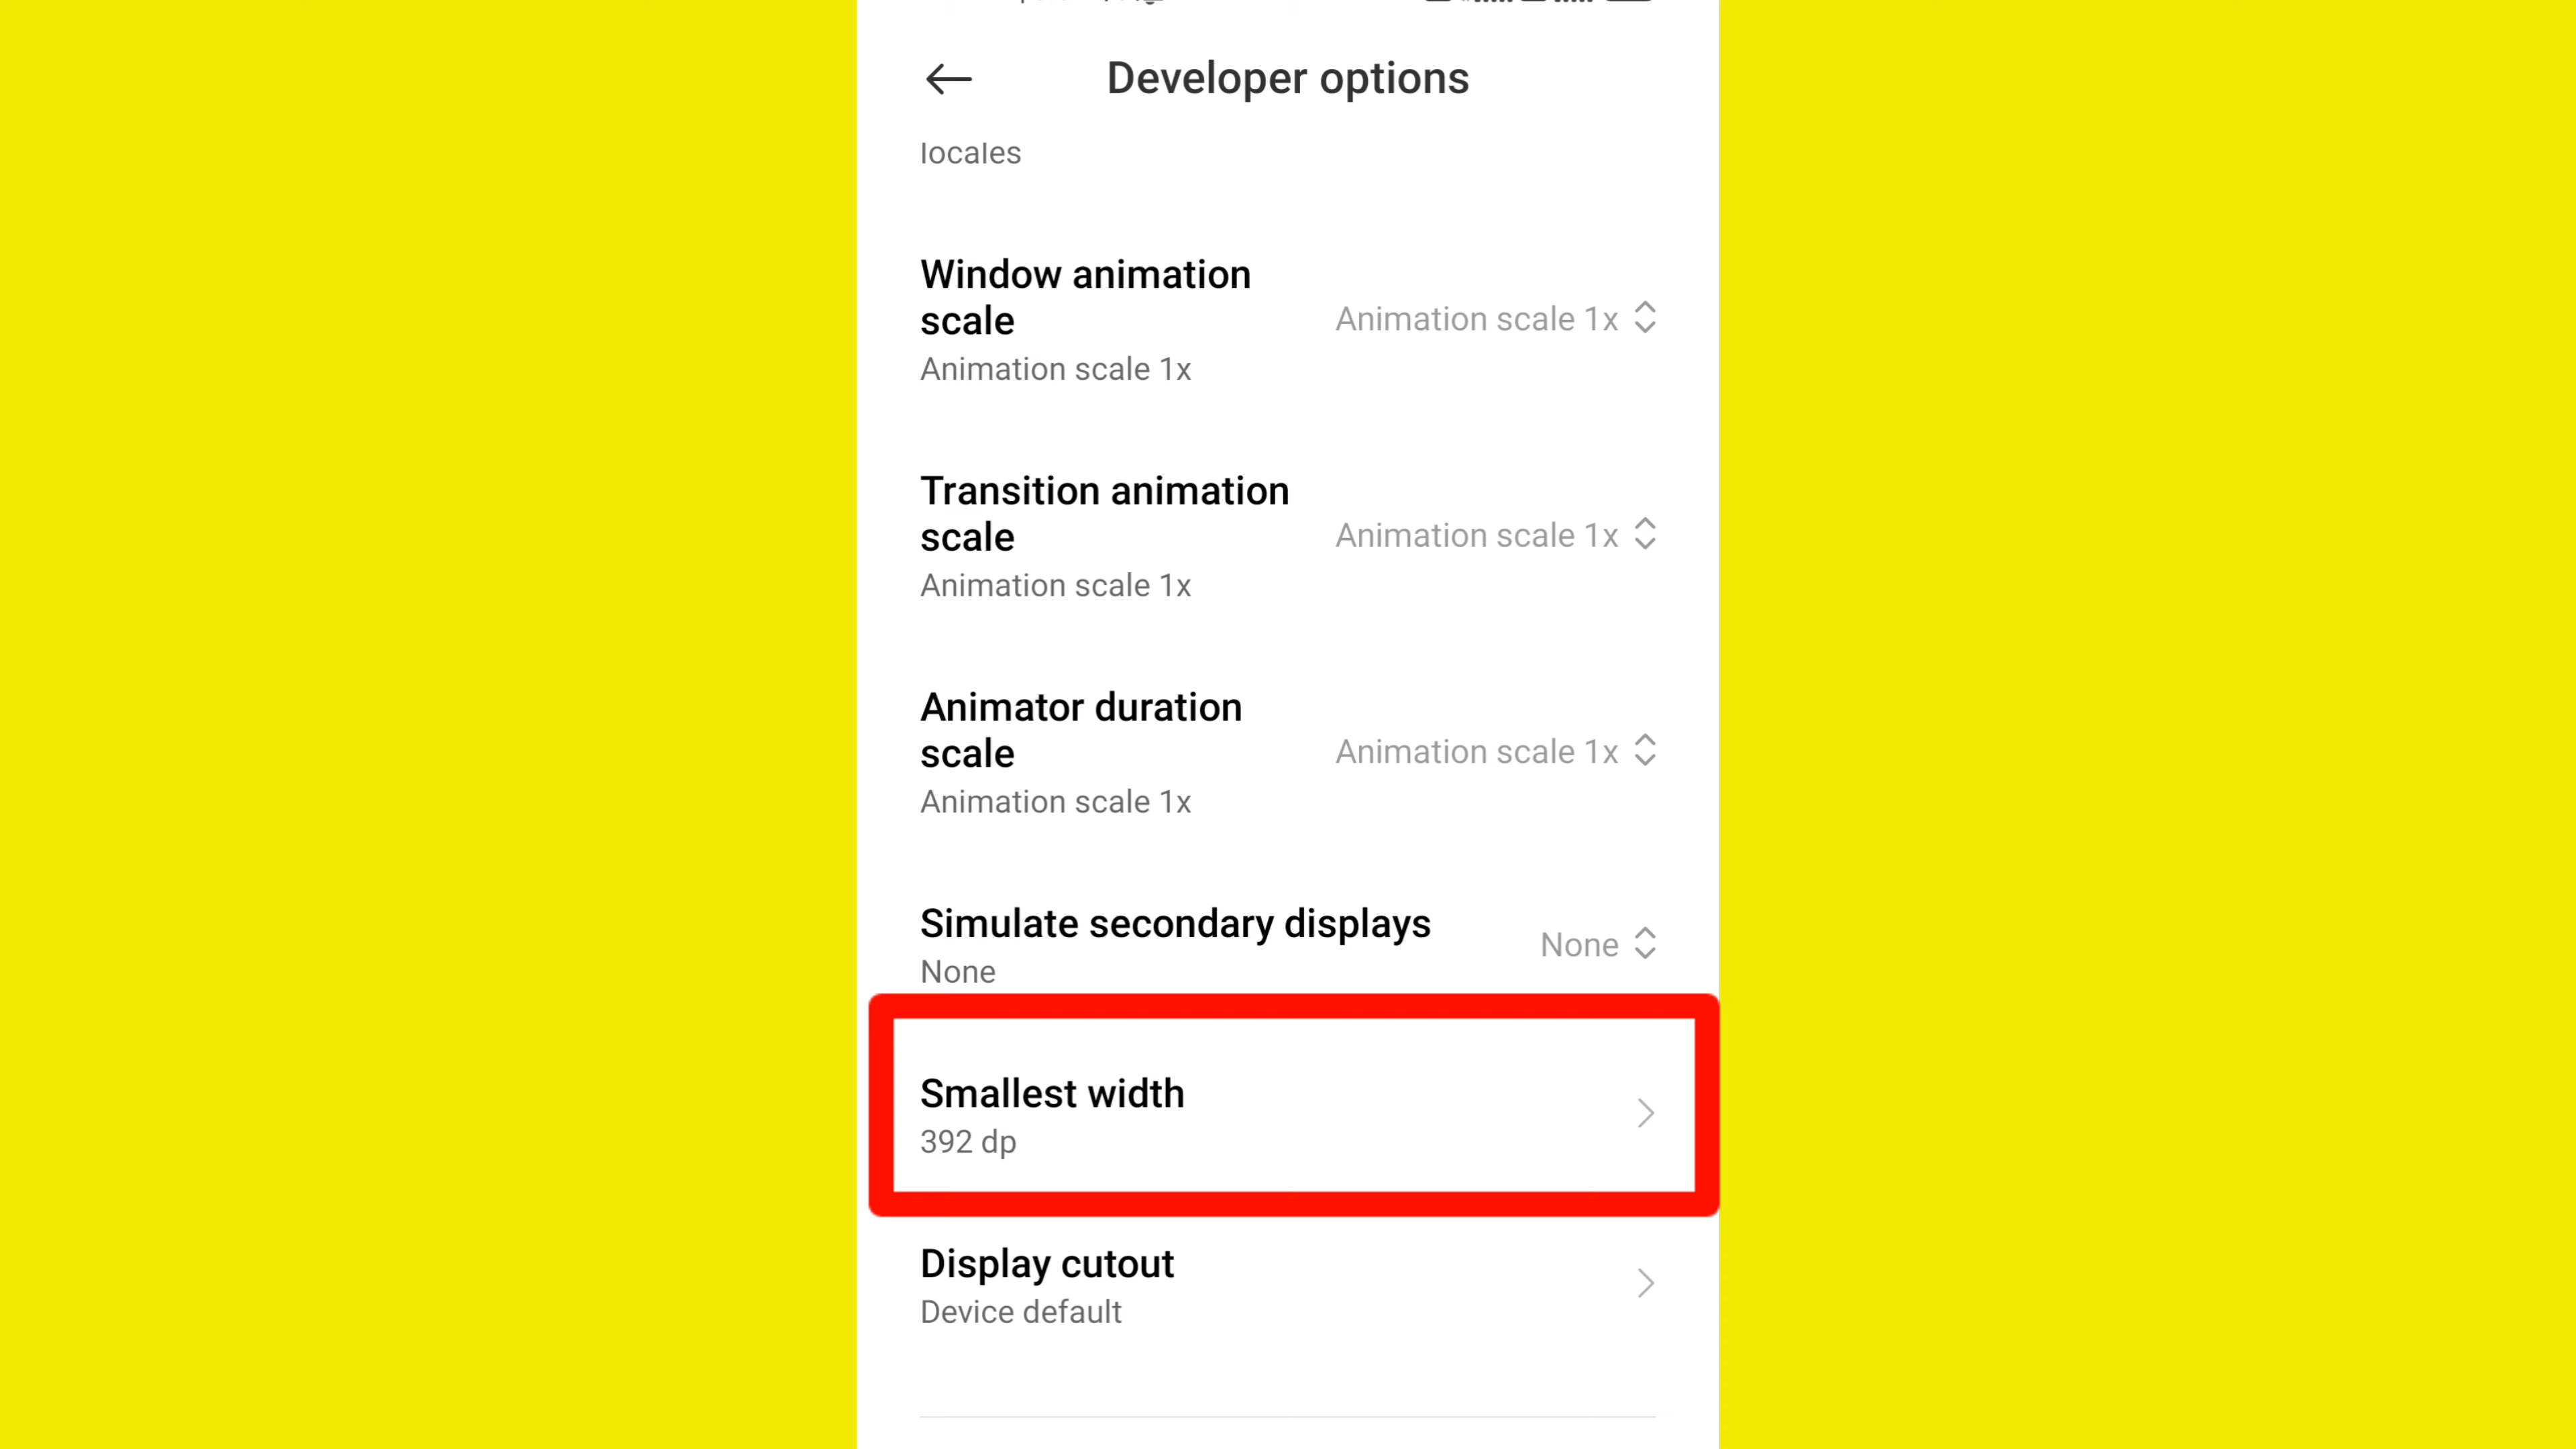 Developer options
locales
Window animation
scale
Animation scale 1x
Animation scale 1x
Transition animation
scale
Animation scale 1x
Animation scale 1x
Animator duration
scale
Animation scale 1x
Animation scale 1x
Simulate secondary displays
None
None
Smallest width
392 dp
Display cutout
Device default